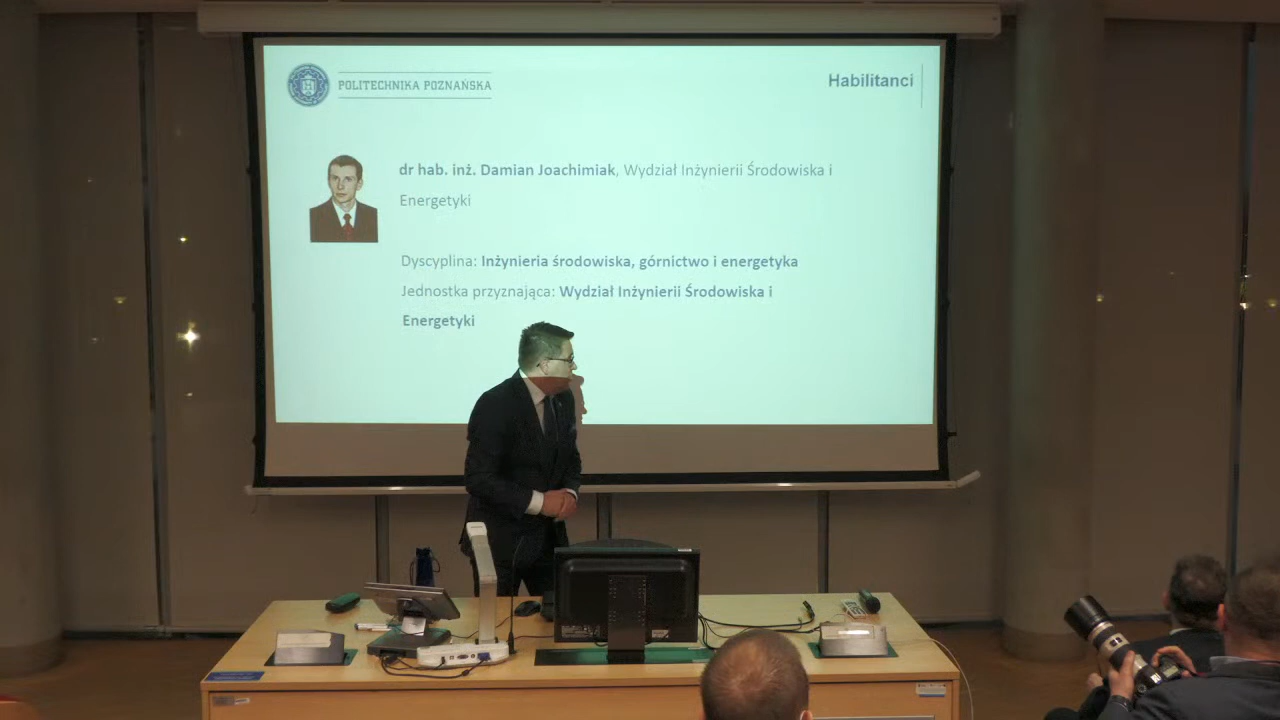 POLITECHNIKA POZNAŃSKA
Habilitanci
dr hab. inż. Damian Joachimiak, Wydział Inżynierii Środowiska i
Energetyki
Dyscyplina: Inżynieria środowiska, górnictwo i energetyka
Jednostka przyznająca: Wydział Inżynierii Środowiska i
Energetyki